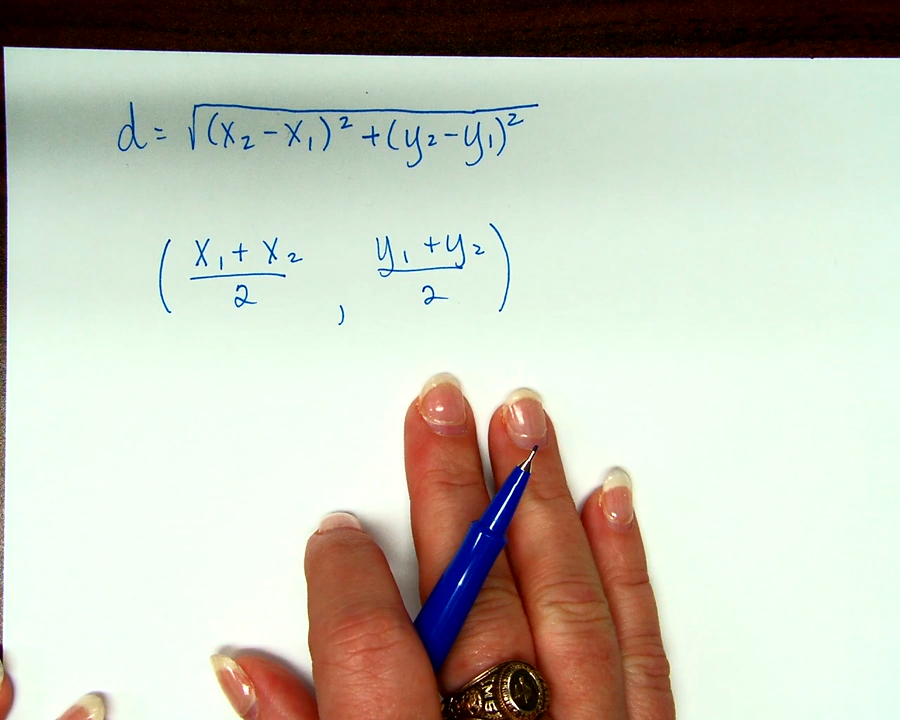 d = √(x₂ - x₁)² + (y₂ - y₁)²
( x₁ + x₂ / 2 , y₁ + y₂ / 2 )